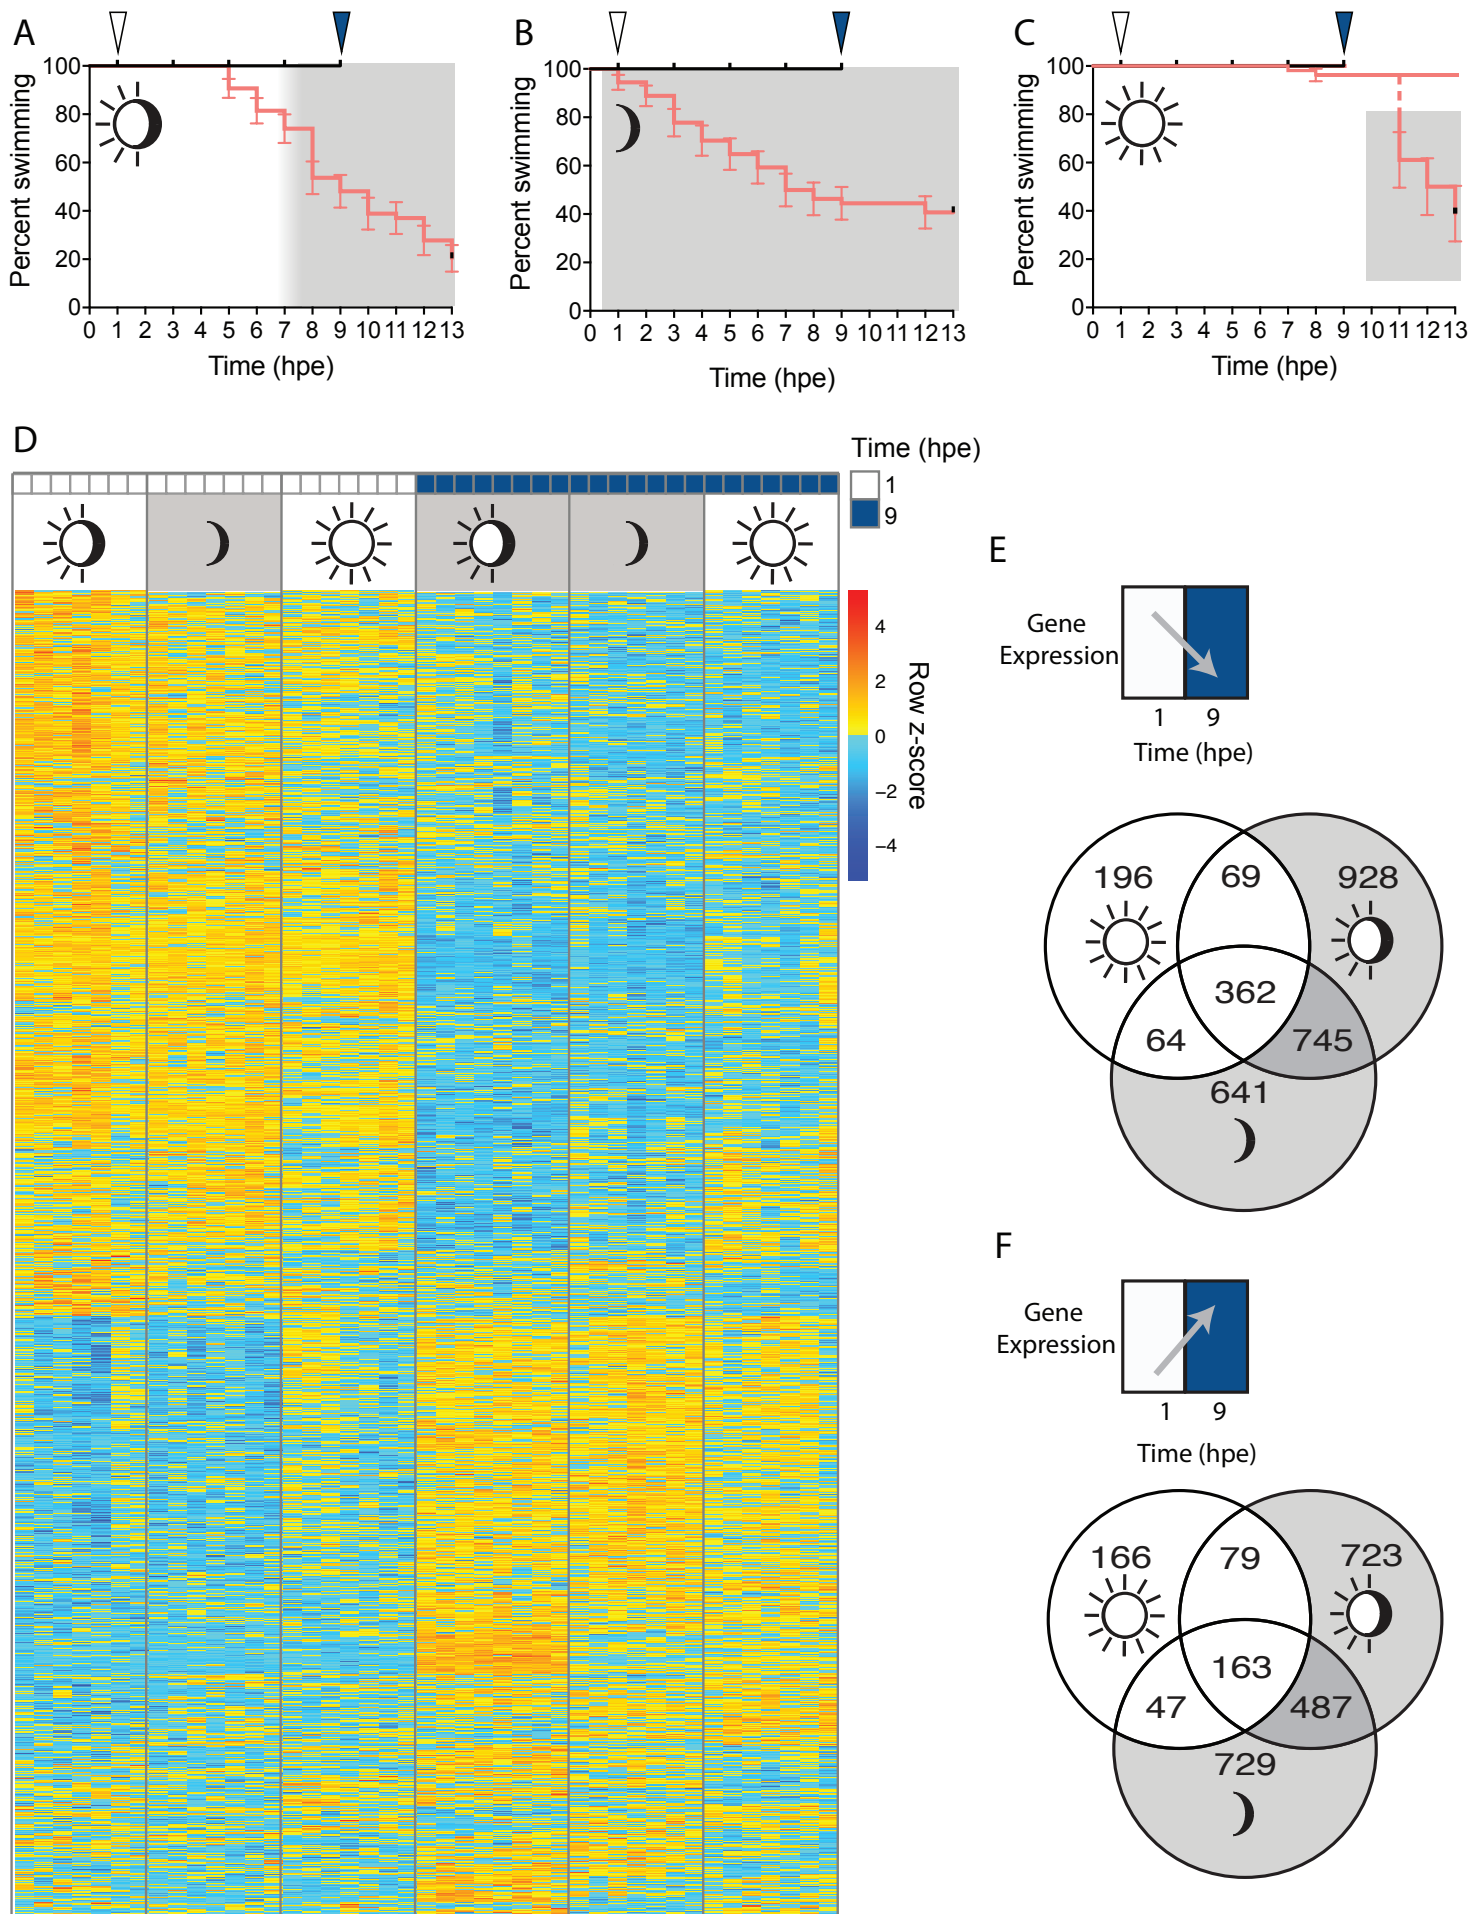 A
B
C
100
80
60
40
20
0
Percent swimming
0 1 2 3 4 5 6 7 8 9 10 11 12 13
Time (hpe)
100
80
60
40
20
0
Percent swimming
0 1 2 3 4 5 6 7 8 9 10 11 12 13
Time (hpe)
100
80
60
40
20
0
Percent swimming
0 1 2 3 4 5 6 7 8 9 10 11 12 13
Time (hpe)
D
Time (hpe)
1
9
4
2
0
−2
−4
Row z-score
E
Gene
Expression
1 9
Time (hpe)
196 69 928
362
64 745
641
F
Gene
Expression
1 9
Time (hpe)
166 79 723
163
47 487
729